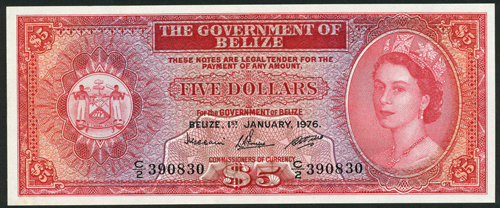 THE GOVERNMENT OF
BELIZE
THESE NOTES ARE LEGAL TENDER FOR THE
PAYMENT OF ANY AMOUNT.
FIVE DOLLARS
For the GOVERNMENT OF BELIZE
BELIZE, 1ST JANUARY, 1976.
COMMISSIONERS OF CURRENCY
C/2 390830
C/2 390830
$5
$5
$5
$5